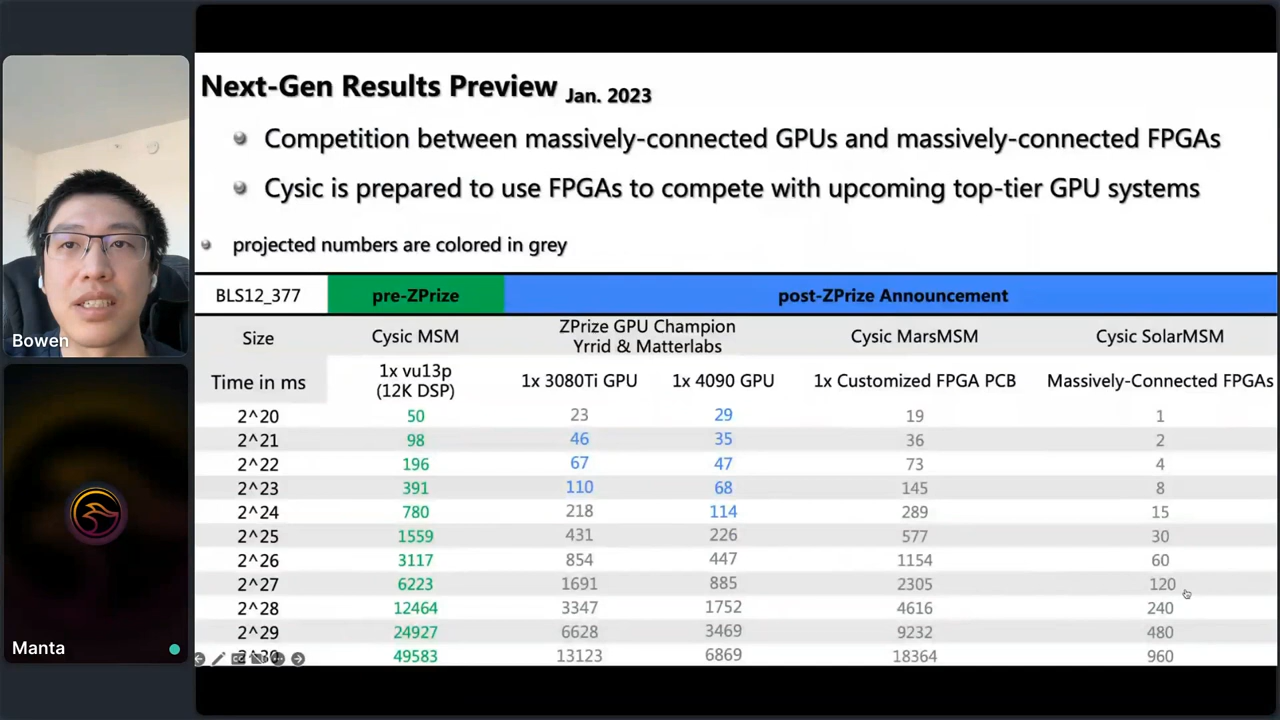 Next-Gen Results Preview Jan. 2023
Competition between massively-connected GPUs and massively-connected FPGAs
Cysic is prepared to use FPGAs to compete with upcoming top-tier GPU systems
projected numbers are colored in grey
BLS12_377 pre-ZPrize post-ZPrize Announcement
Size Cysic MSM ZPrize GPU Champion Yrrid & Matterlabs Cysic MarsMSM Cysic SolarMSM
Time in ms 1x vu13p (12K DSP) 1x 3080Ti GPU 1x 4090 GPU 1x Customized FPGA PCB Massively-Connected FPGAs
2^20 50 23 29 19 1
2^21 98 46 35 36 2
2^22 196 67 47 73 4
2^23 391 110 68 145 8
2^24 780 218 114 289 15
2^25 1559 431 226 577 30
2^26 3117 854 447 1154 60
2^27 6223 1691 885 2305 120
2^28 12464 3347 1752 4616 240
2^29 24927 6628 3469 9232 480
2^30 49583 13123 6869 18364 960
Bowen
Manta